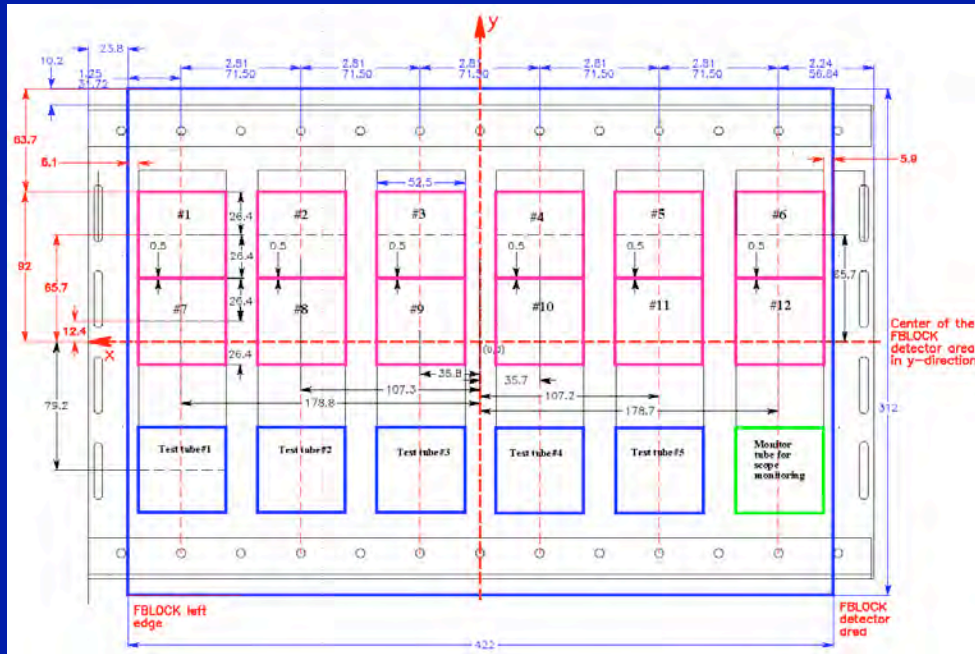 y
23.8
10.2
1.25
31.72
2.81
71.50
2.81
71.50
2.81
71.50
2.81
71.50
2.81
71.50
2.24
56.84
63.7
6.1
5.9
52.5
#1
#2
#3
#4
#5
#6
26.4
0.5
0.5
0.5
0.5
0.5
0.5
26.4
92
65.7
#7
#8
#9
#10
#11
#12
26.4
12.4
x
(0,0)
Center of the
FBLOCK
detector area
in y-direction
26.4
35.8
35.7
107.3
107.2
178.8
178.7
79.2
312
Test tube#1
Test tube#2
Test tube#3
Test tube#4
Test tube#5
Monitor
tube for
scope
monitoring
FBLOCK left
edge
FBLOCK
detector
area
422